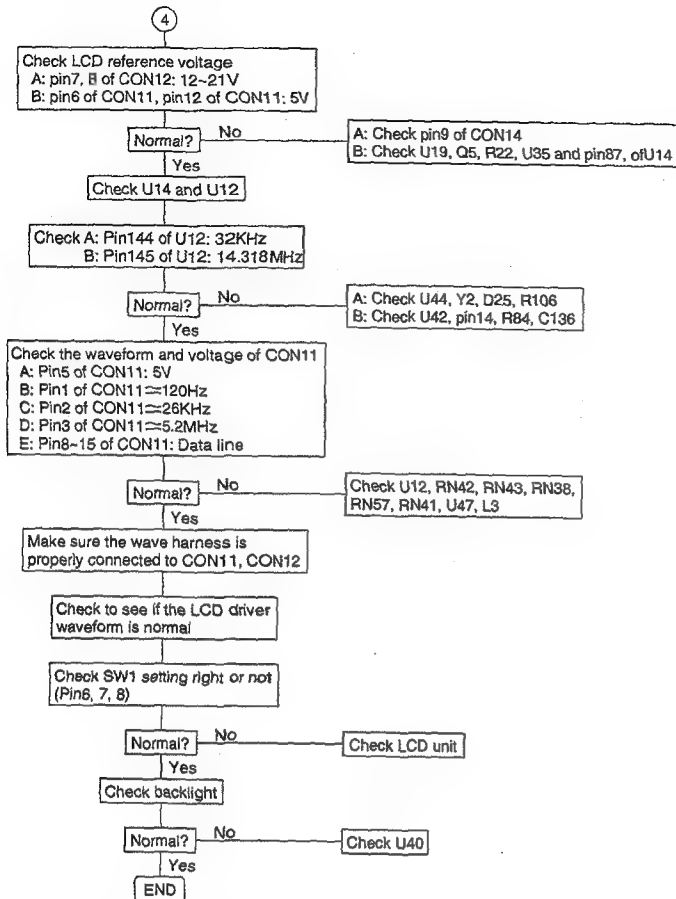 4
Check LCD reference voltage
A: pin7, 8 of CON12: 12~21V
B: pin6 of CON11, pin12 of CON11: 5V
Normal?
No
A: Check pin9 of CON14
B: Check U19, Q5, R22, U35 and pin87, ofU14
Yes
Check U14 and U12
Check A: Pin144 of U12: 32KHz
B: Pin145 of U12: 14.318MHz
Normal?
No
A: Check U44, Y2, D25, R106
B: Check U42, pin14, R84, C136
Yes
Check the waveform and voltage of CON11
A: Pin5 of CON11: 5V
B: Pin1 of CON11≃120Hz
C: Pin2 of CON11≃26KHz
D: Pin3 of CON11≃5.2MHz
E: Pin8~15 of CON11: Data line
Normal?
No
Check U12, RN42, RN43, RN38,
RN57, RN41, U47, L3
Yes
Make sure the wave harness is
properly connected to CON11, CON12
Check to see if the LCD driver
waveform is normal
Check SW1 setting right or not
(Pin6, 7, 8)
Normal?
No
Check LCD unit
Yes
Check backlight
Normal?
No
Check U40
Yes
END